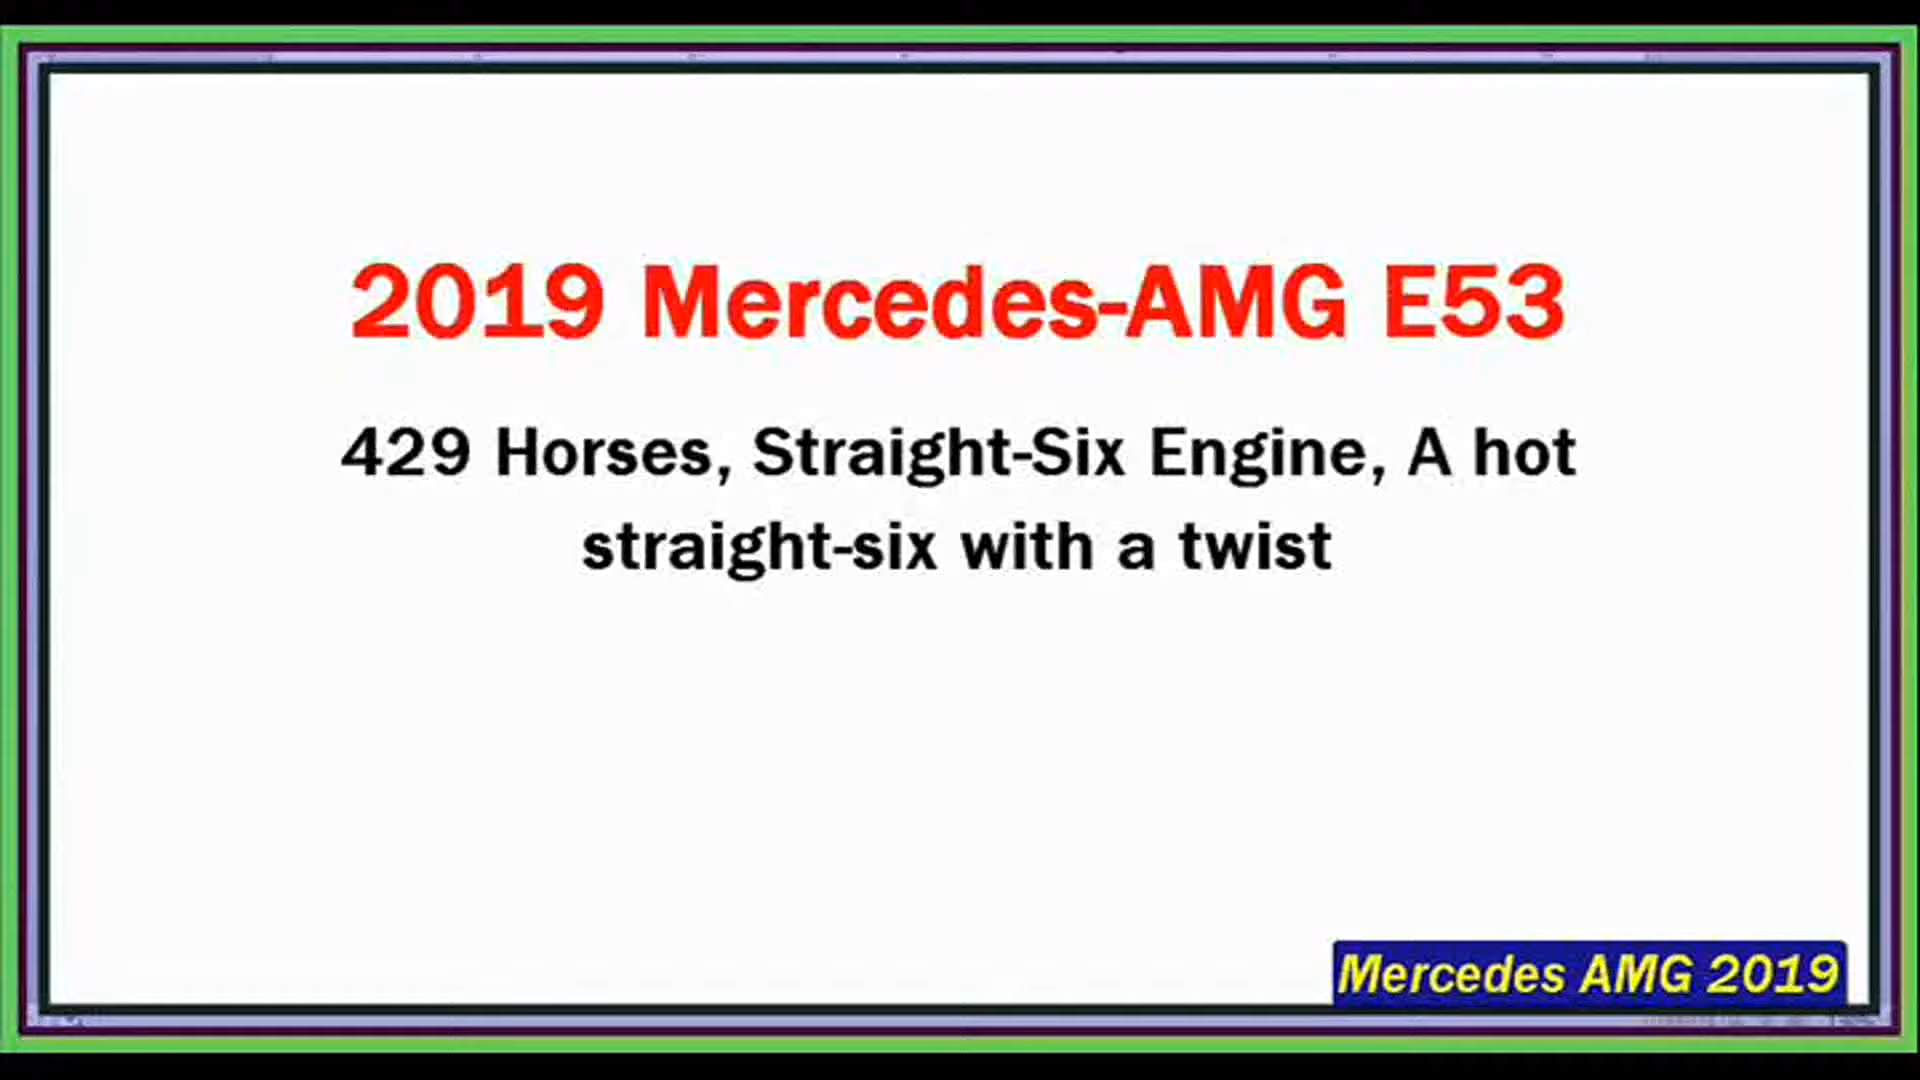 2019 Mercedes-AMG E53
429 Horses, Straight-Six Engine, A hot
straight-six with a twist
Mercedes AMG 2019